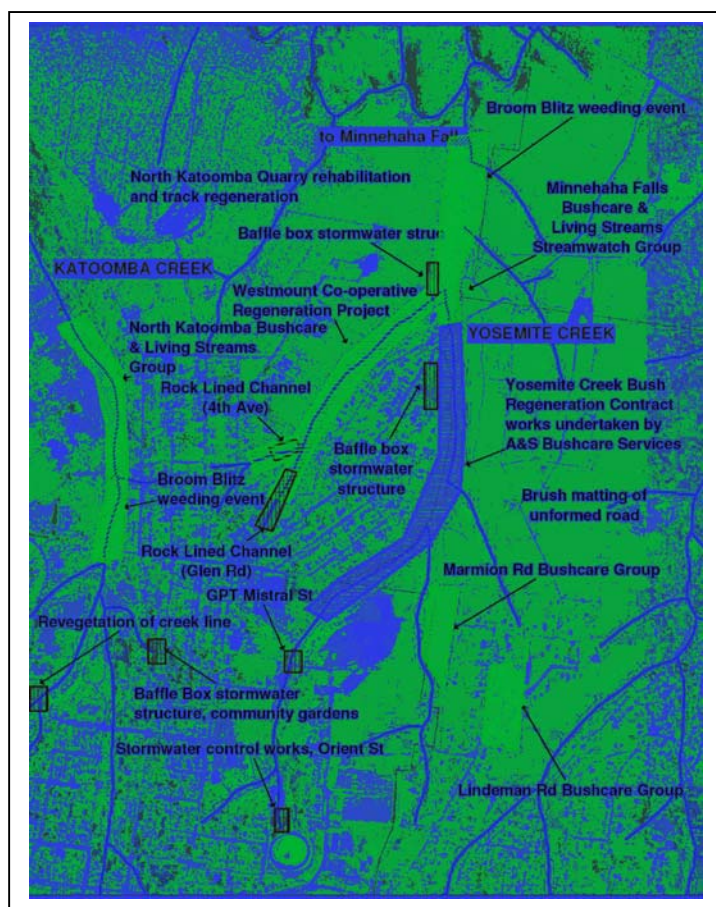 Broom Blitz weeding event
to Minnehaha Fall
North Katoomba Quarry rehabilitation
and track regeneration
Minnehaha Falls
Bushcare &
Living Streams
Streamwatch Group
Baffle box stormwater struc
KATOOMBA CREEK
Westmount Co-operative
Regeneration Project
North Katoomba Bushcare
& Living Streams
Group
YOSEMITE CREEK
Rock Lined Channel
(4th Ave)
Yosemite Creek Bush
Regeneration Contract
works undertaken by
A&S Bushcare Services
Baffle box
stormwater
structure
Broom Blitz
weeding event
Brush matting of
unformed road
Rock Lined Channel
(Glen Rd)
Marmion Rd Bushcare Group
GPT Mistral St
Revegetation of creek line
Baffle Box stormwater
structure, community gardens
Stormwater control works, Orient St
Lindeman Rd Bushcare Group